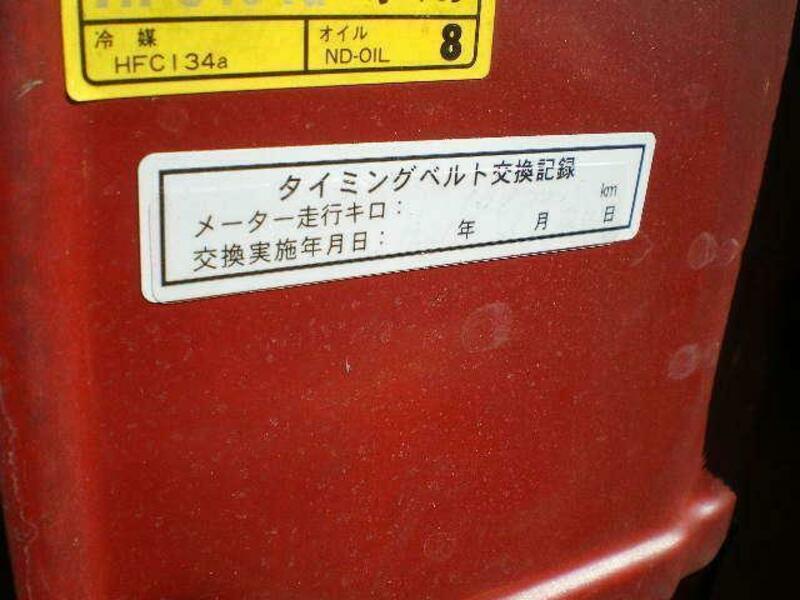 冷媒
HFC134a
オイル
ND-OIL 8
タイミングベルト交換記録
メーター走行キロ: km
交換実施年月日: 年 月 日